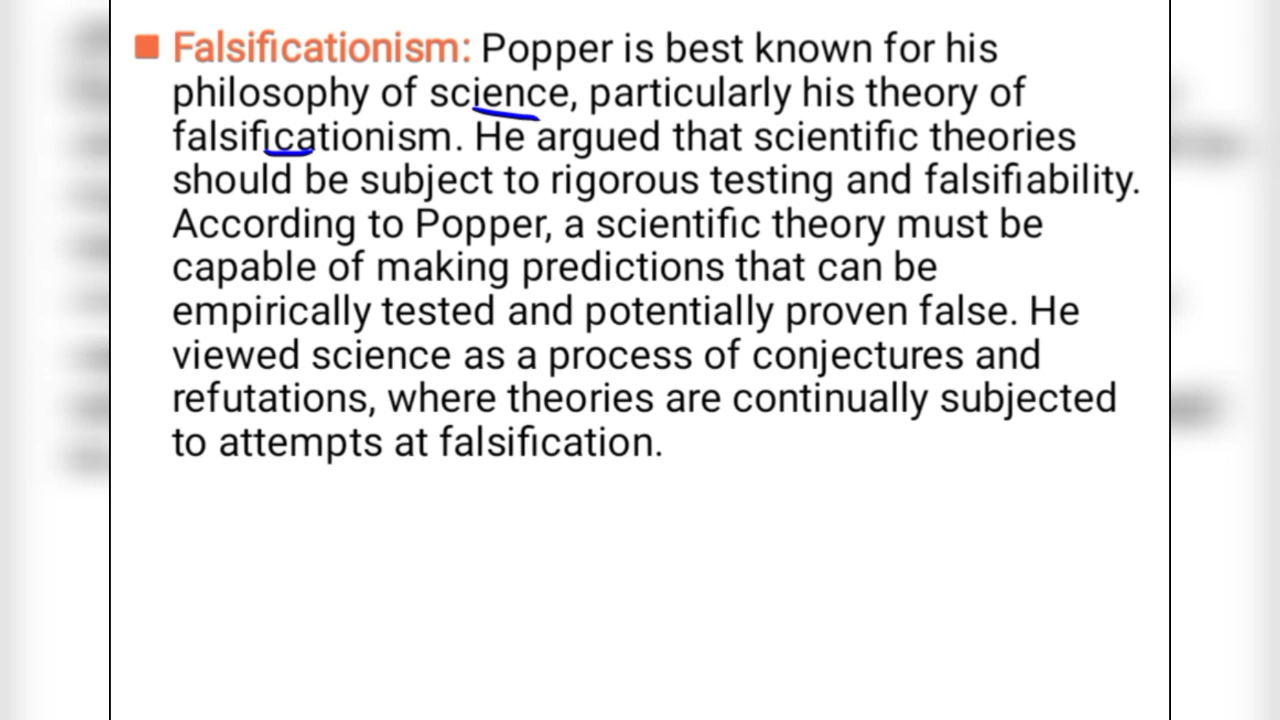 Falsificationism: Popper is best known for his
philosophy of science, particularly his theory of
falsificationism. He argued that scientific theories
should be subject to rigorous testing and falsifiability.
According to Popper, a scientific theory must be
capable of making predictions that can be
empirically tested and potentially proven false. He
viewed science as a process of conjectures and
refutations, where theories are continually subjected
to attempts at falsification.